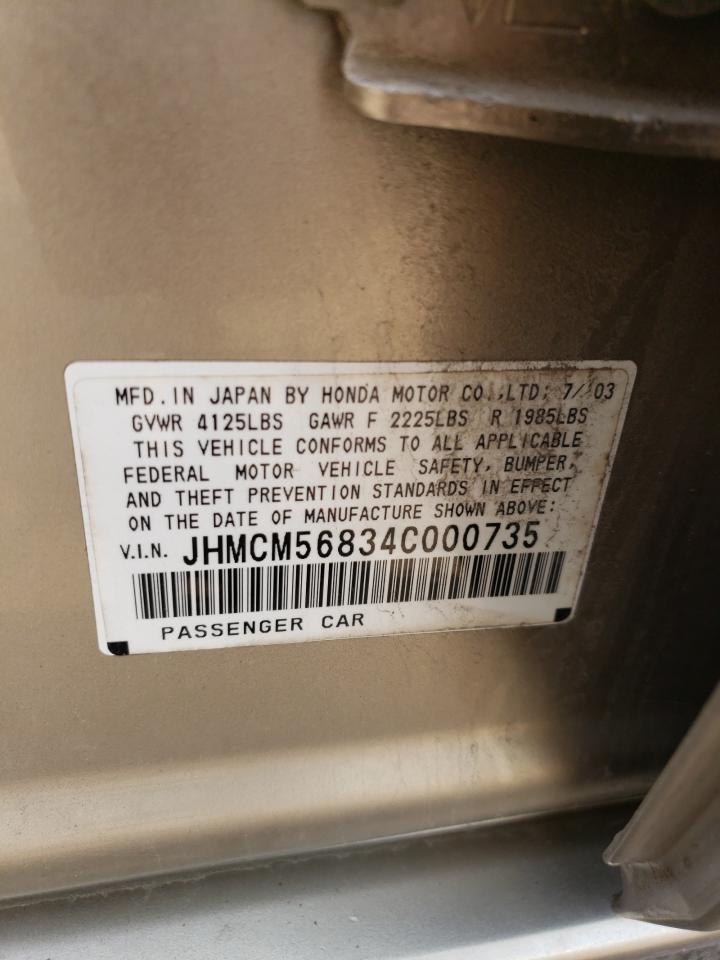 MFD.IN JAPAN BY HONDA MOTOR CO.,LTD; 7/ 03
GVWR 4125LBS GAWR F 2225LBS R 1985LBS
THIS VEHICLE CONFORMS TO ALL APPLICABLE
FEDERAL MOTOR VEHICLE SAFETY, BUMPER,
AND THEFT PREVENTION STANDARDS IN EFFECT
ON THE DATE OF MANUFACTURE SHOWN ABOVE:
V.I.N. JHMCM56834C000735
PASSENGER CAR